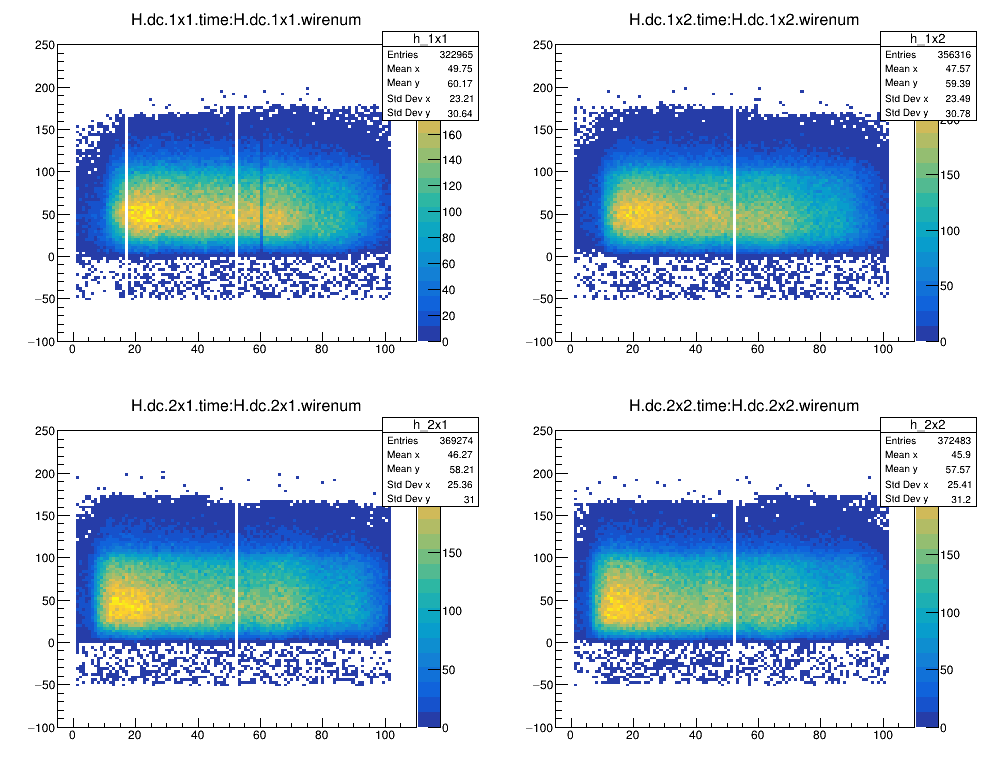 H.dc.1x1.time:H.dc.1x1.wirenum
h_1x1
Entries 322965
Mean x 49.75
Mean y 60.17
Std Dev x 23.21
Std Dev y 30.64
250
200
150
100
50
0
−50
−100
0 20 40 60 80 100
160
140
120
100
80
60
40
20
0
H.dc.1x2.time:H.dc.1x2.wirenum
h_1x2
Entries 356316
Mean x 47.57
Mean y 59.39
Std Dev x 23.49
Std Dev y 30.78
250
200
150
100
50
0
−50
−100
0 20 40 60 80 100
200
150
100
50
0
H.dc.2x1.time:H.dc.2x1.wirenum
h_2x1
Entries 369274
Mean x 46.27
Mean y 58.21
Std Dev x 25.36
Std Dev y 31
250
200
150
100
50
0
−50
−100
0 20 40 60 80 100
150
100
50
0
H.dc.2x2.time:H.dc.2x2.wirenum
h_2x2
Entries 372483
Mean x 45.9
Mean y 57.57
Std Dev x 25.41
Std Dev y 31.2
250
200
150
100
50
0
−50
−100
0 20 40 60 80 100
150
100
50
0